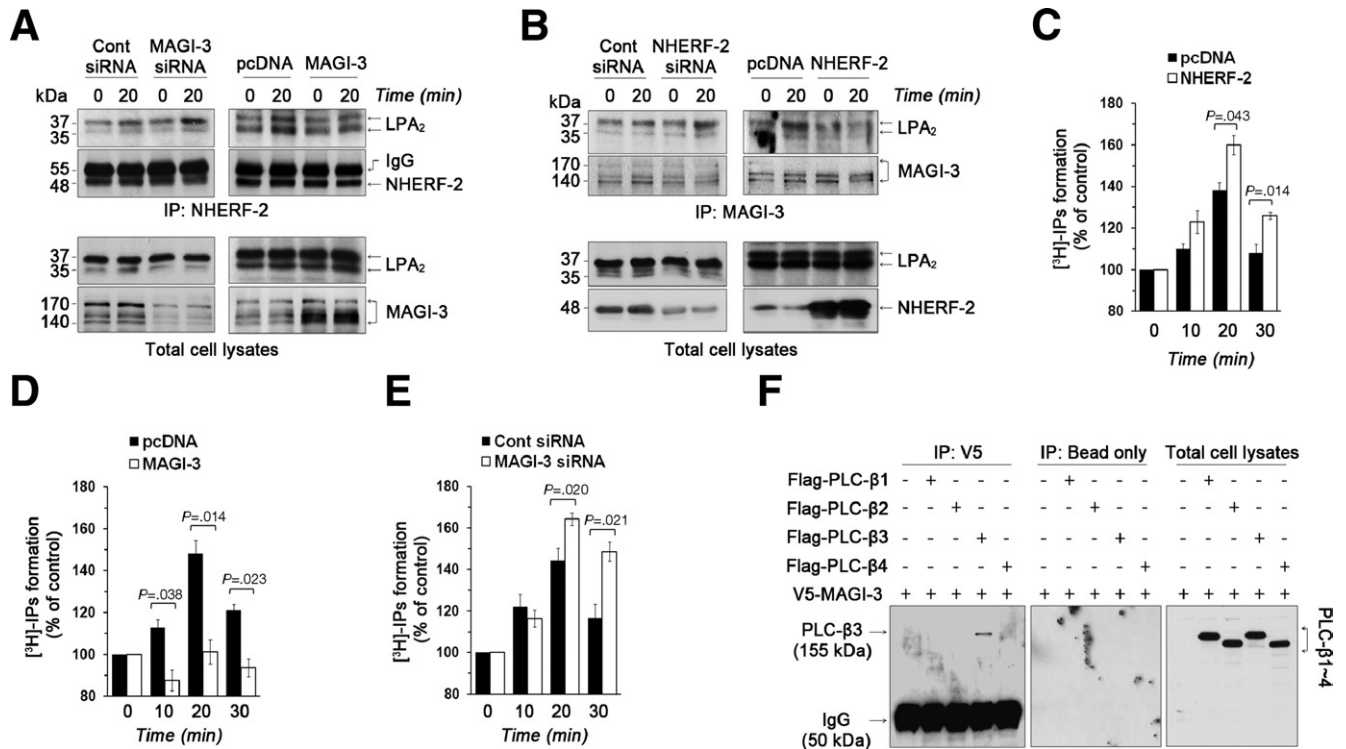 A
Cont siRNA
MAGI-3 siRNA
pcDNA
MAGI-3
kDa
0 20 0 20
0 20 0 20
Time (min)
37
35
LPA₂
55
48
IgG
NHERF-2
IP: NHERF-2
37
35
LPA₂
170
140
MAGI-3
Total cell lysates
B
Cont siRNA
NHERF-2 siRNA
pcDNA
NHERF-2
kDa
0 20 0 20
0 20 0 20
Time (min)
37
35
LPA₂
170
140
MAGI-3
IP: MAGI-3
37
35
LPA₂
48
NHERF-2
Total cell lysates
C
pcDNA
NHERF-2
[³H]-IPs formation
(% of control)
180
160
140
120
100
80
P=.043
P=.014
0 10 20 30
Time (min)
D
pcDNA
MAGI-3
[³H]-IPs formation
(% of control)
180
160
140
120
100
80
P=.038
P=.014
P=.023
0 10 20 30
Time (min)
E
Cont siRNA
MAGI-3 siRNA
[³H]-IPs formation
(% of control)
180
160
140
120
100
80
P=.020
P=.021
0 10 20 30
Time (min)
F
IP: V5
IP: Bead only
Total cell lysates
Flag-PLC-β1 - + - - - - + - - - - + - - -
Flag-PLC-β2 - - + - - - - + - - - - + - -
Flag-PLC-β3 - - - + - - - - + - - - - + -
Flag-PLC-β4 - - - - + - - - - + - - - - +
V5-MAGI-3 + + + + + + + + + + + + + + +
PLC-β3
(155 kDa)
IgG
(50 kDa)
PLC-β1~4